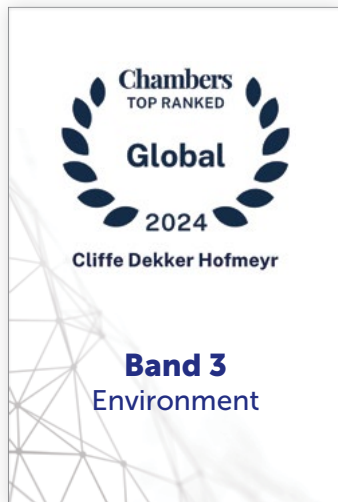 Chambers
TOP RANKED
Global
2024
Cliffe Dekker Hofmeyr
Band 3
Environment